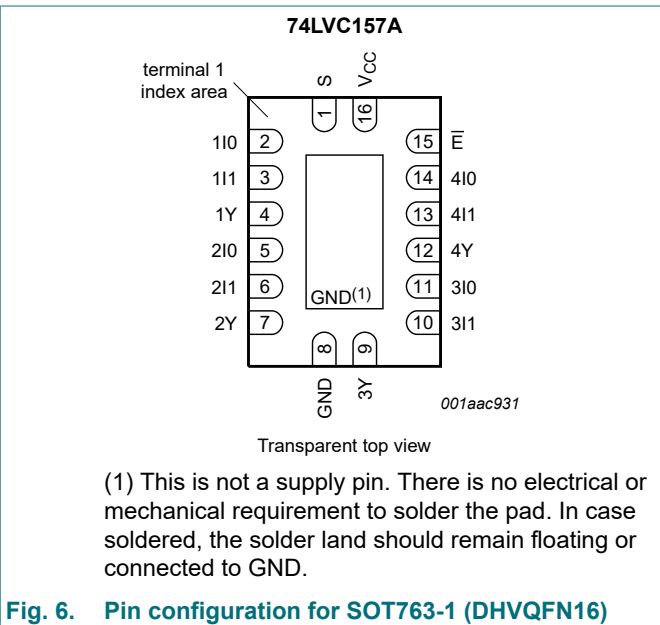 74LVC157A
terminal 1
index area
S
VCC
1
16
1I0 2
15 E̅
1I1 3
14 4I0
1Y 4
13 4I1
2I0 5
12 4Y
2I1 6
11 3I0
2Y 7
10 3I1
GND(1)
8
9
GND
3Y
001aac931
Transparent top view
(1) This is not a supply pin. There is no electrical or
mechanical requirement to solder the pad. In case
soldered, the solder land should remain floating or
connected to GND.
Fig. 6. Pin configuration for SOT763-1 (DHVQFN16)